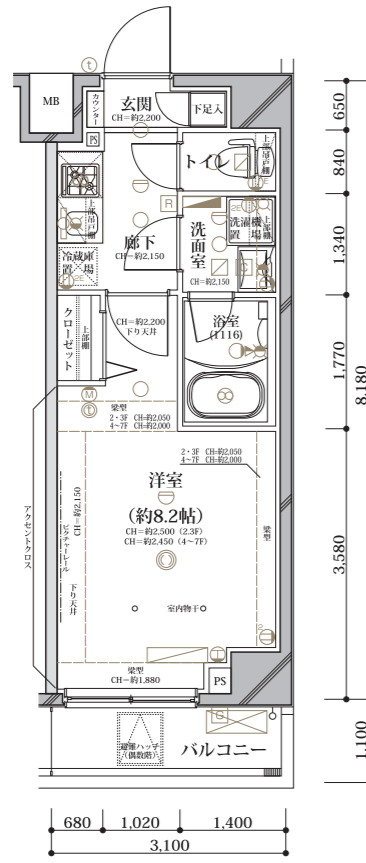 t
MB
カウンター
玄関
CH=約2,200
下足入
PS
トイレ
上部吊戸棚
E
R
上部吊戸棚
2E
廊下
CH=約2,150
洗面室
CH=約2,150
洗濯機
置場
冷蔵庫
置場
クローゼット
上部棚
CH=約2,200
下り天井
浴室
(1116)
M
t
梁型
2・3F CH=約2,050
4〜7F CH=約2,000
2・3F CH=約2,050
4〜7F CH=約2,000
洋室
(約8.2帖)
CH=約2,500（2.3F）
CH=約2,450（4〜7F）
CH=約2,150
ピクチャーレール
下り天井
梁型
アクセントクロス
室内物干
2
梁型
CH=約1,880
PS
G
避難ハッチ
(偶数階)
バルコニー
650
840
1,340
1,770
3,580
8,180
1,100
680
1,020
1,400
3,100